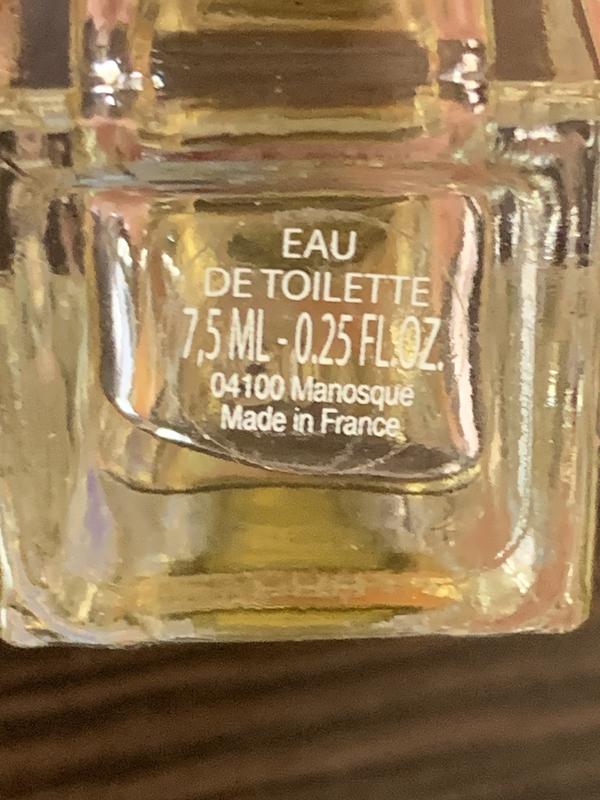 EAU
DE TOILETTE
7,5 ML - 0.25 FL.OZ.
04100 Manosque
Made in France